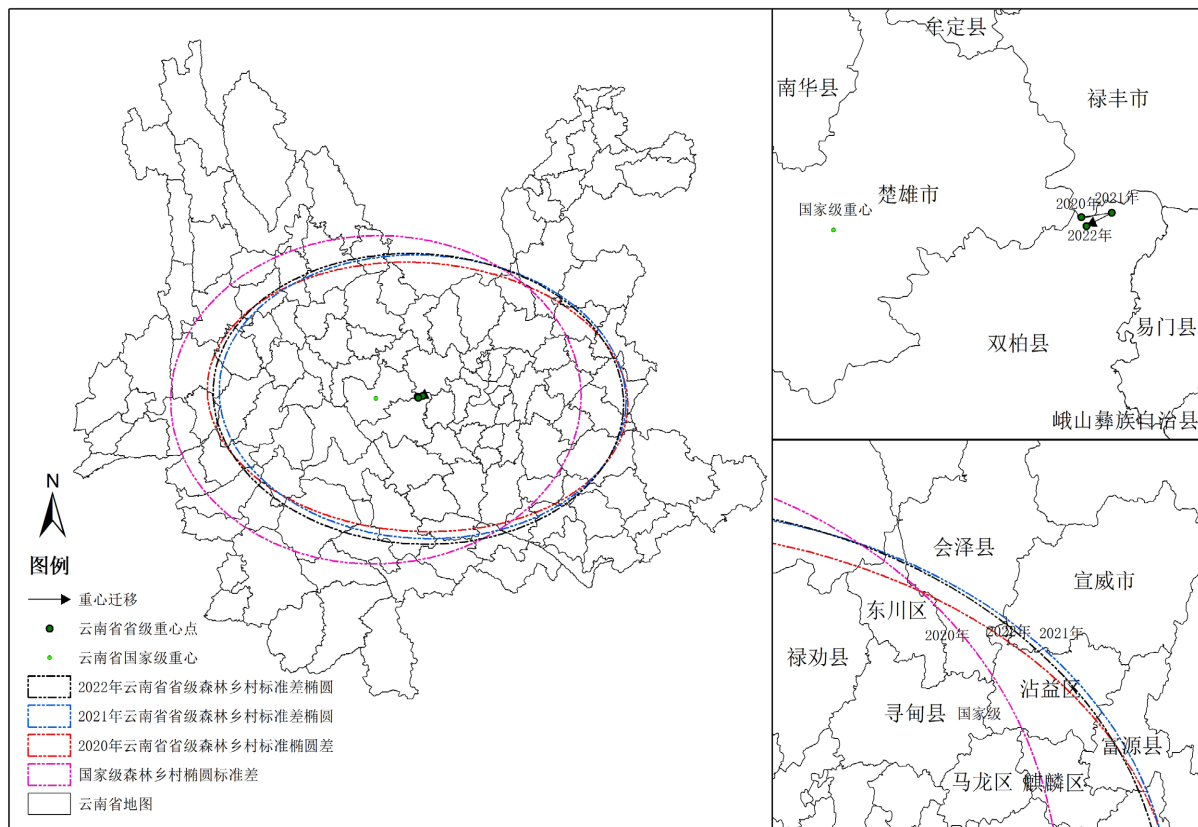 N
图例
重心迁移
云南省省级重心点
云南省国家级重心
2022年云南省省级森林乡村标准差椭圆
2021年云南省省级森林乡村标准差椭圆
2020年云南省省级森林乡村标准椭圆差
国家级森林乡村椭圆标准差
云南省地图
牟定县
南华县
禄丰市
楚雄市
国家级重心
2020年
2021年
2022年
双柏县
易门县
峨山彝族自治县
会泽县
宣威市
东川区
2020年
2022年
2021年
禄劝县
沾益区
寻甸县
国家级
富源县
马龙区
麒麟区